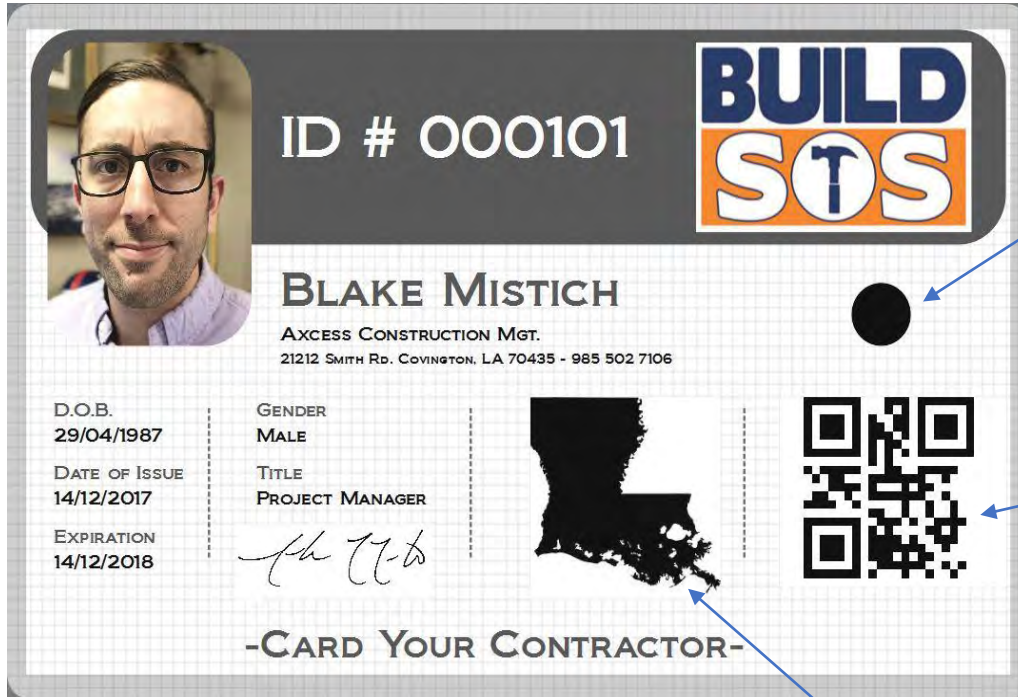 ID # 000101
BUILD
SOS
BLAKE MISTICH
AXCESS CONSTRUCTION MGT.
21212 SMITH RD. COVINGTON, LA 70435 - 985 502 7106
D.O.B.
29/04/1987
DATE OF ISSUE
14/12/2017
EXPIRATION
14/12/2018
GENDER
MALE
TITLE
PROJECT MANAGER
-CARD YOUR CONTRACTOR-